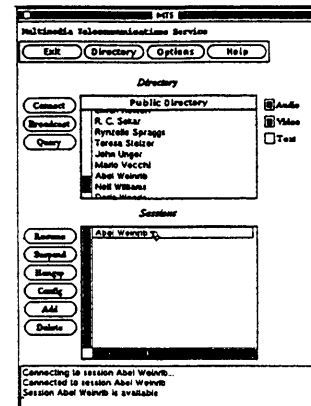 MTS
Multimedia Telecommunications Service
Exit Directory Options Help
Directory
Connect
Broadcast
Query
Public Directory
R. C. Sekar
Rynzelle Spraggs
Teresa Stelzer
John Unger
Mario Vecchi
Abel Weinrib
Neil Williams
Audio
Video
Text
Sessions
Resume
Suspend
Hangup
Config
Add
Delete
Abel Weinrib
Connecting to session Abel Weinrib...
Connected to session Abel Weinrib
Session Abel Weinrib is available